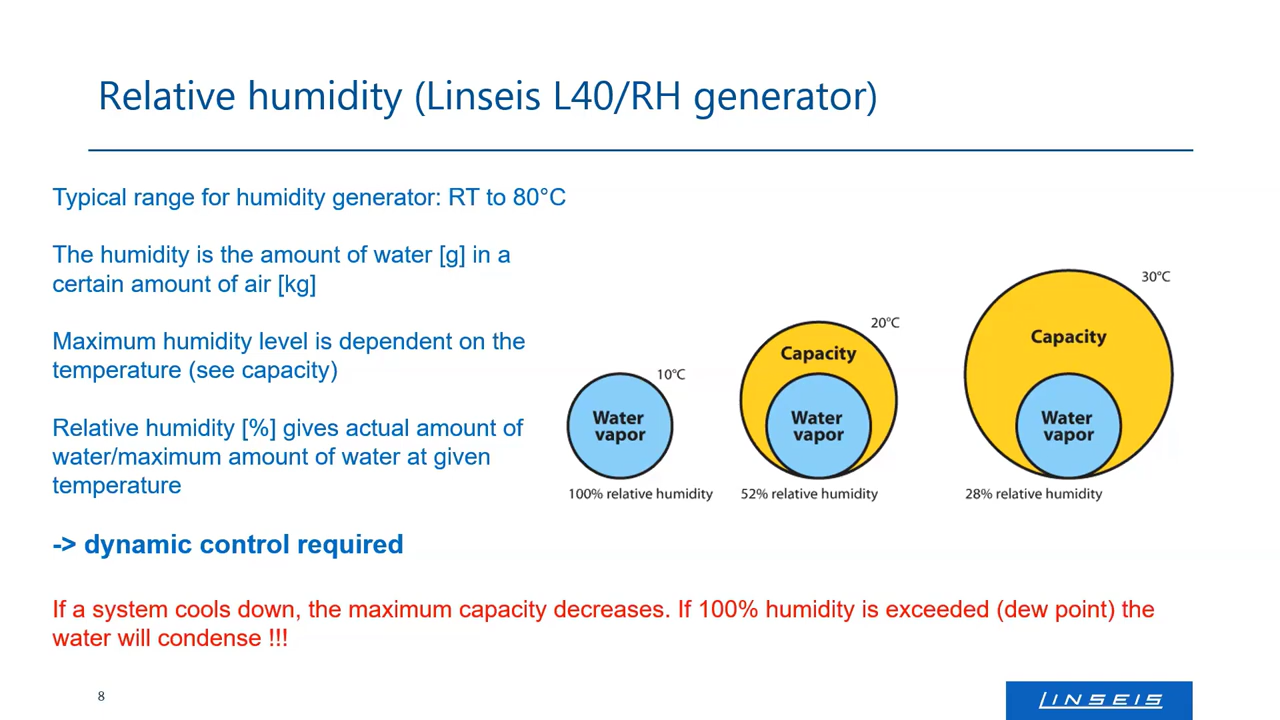 Relative humidity (Linseis L40/RH generator)
Typical range for humidity generator: RT to 80°C
The humidity is the amount of water [g] in a
certain amount of air [kg]
Maximum humidity level is dependent on the
temperature (see capacity)
Relative humidity [%] gives actual amount of
water/maximum amount of water at given
temperature
-> dynamic control required
10°C
Water
vapor
100% relative humidity
20°C
Capacity
Water
vapor
52% relative humidity
30°C
Capacity
Water
vapor
28% relative humidity
If a system cools down, the maximum capacity decreases. If 100% humidity is exceeded (dew point) the
water will condense !!!
8
LINSEIS